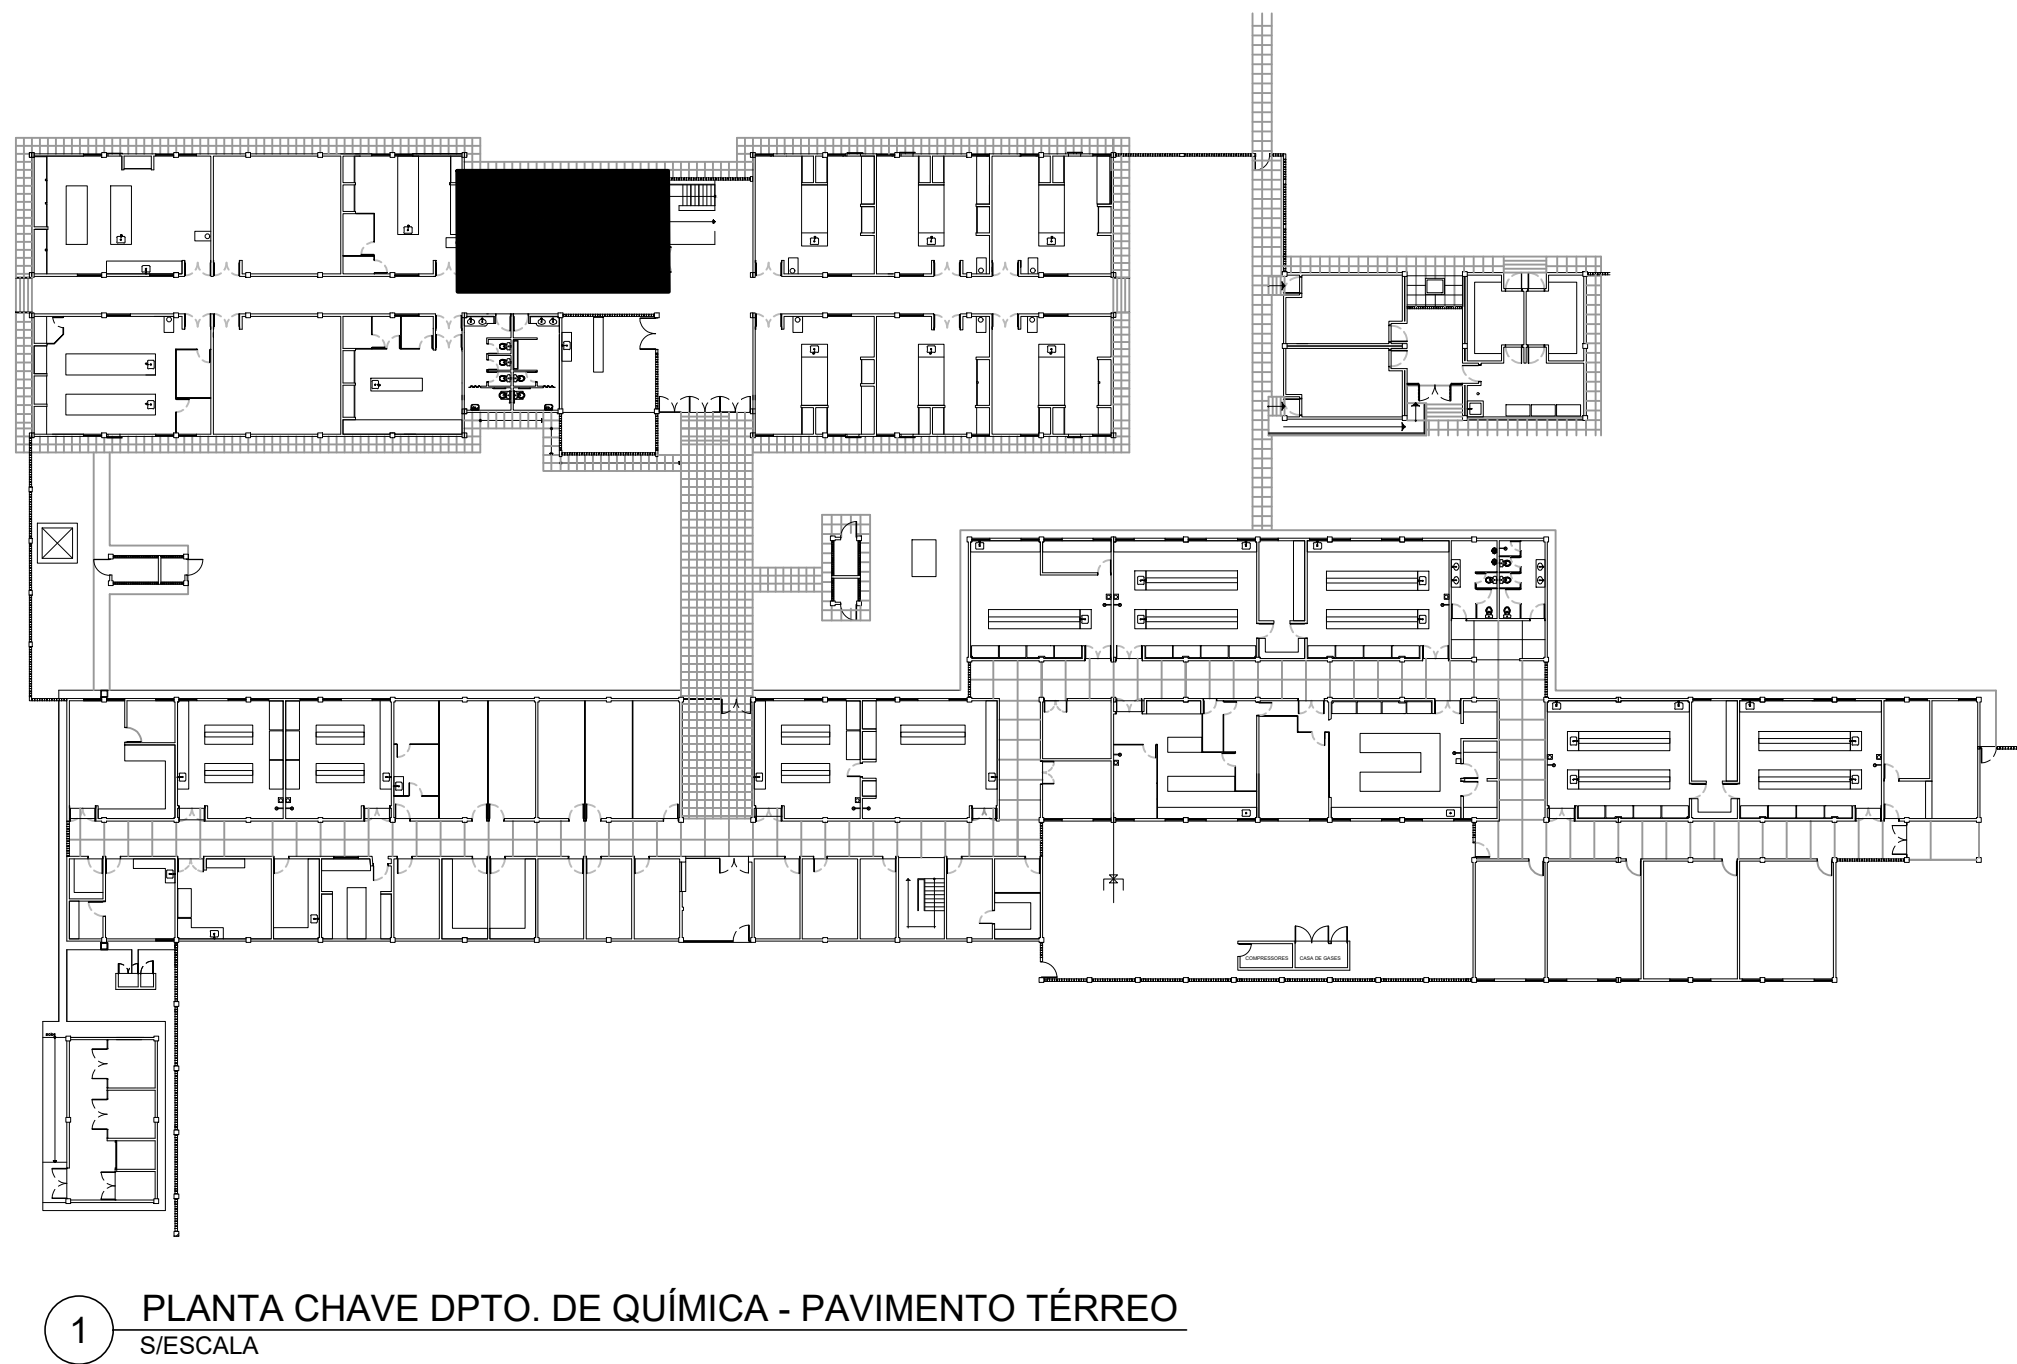 COMPRESSORES
CASA DE GASES
1
PLANTA CHAVE DPTO. DE QUÍMICA - PAVIMENTO TÉRREO
S/ESCALA